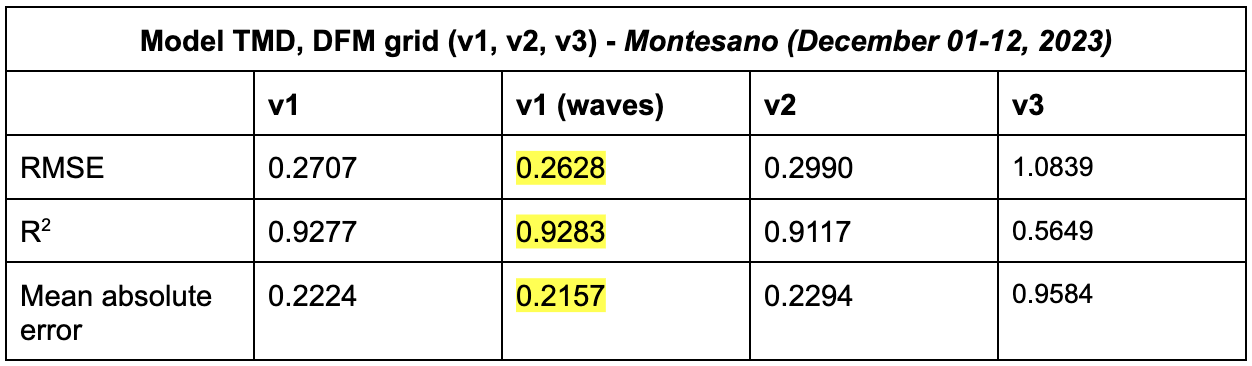 Model TMD, DFM grid (v1, v2, v3) - Montesano (December 01-12, 2023)
v1 v1 (waves) v2 v3
RMSE 0.2707 0.2628 0.2990 1.0839
R² 0.9277 0.9283 0.9117 0.5649
Mean absolute 0.2224 0.2157 0.2294 0.9584
error